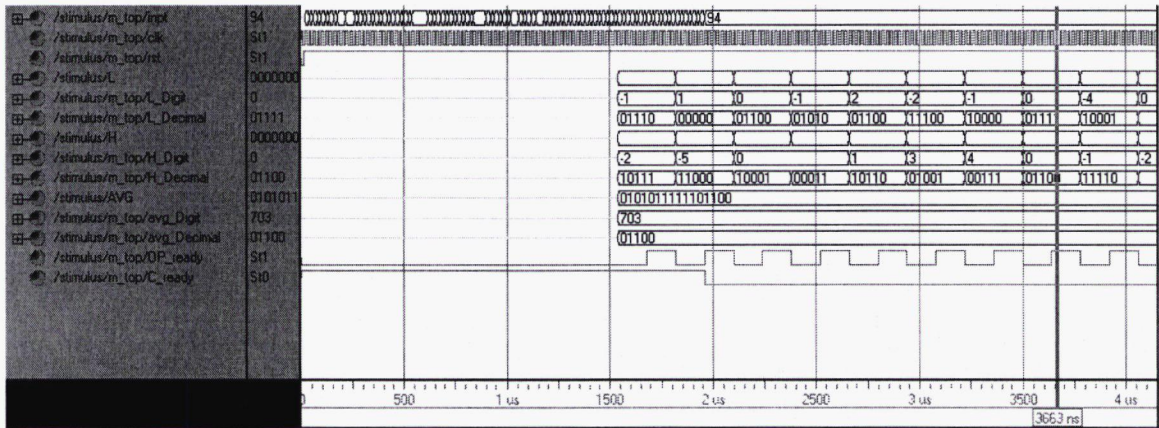 /stimulus/m_top/inpt 94 94
/stimulus/m_top/clk St1
/stimulus/m_top/rst St1
/stimulus/L 0000000
/stimulus/m_top/L_Digit 0 -1 1 0 -1 2 -2 -1 0 -4 0
/stimulus/m_top/L_Decimal 01111 01110 00000 01100 01010 01100 11100 10000 01111 10001
/stimulus/H 0000000
/stimulus/m_top/H_Digit 0 -2 -5 0 1 3 4 0 -1 -2
/stimulus/m_top/H_Decimal 01100 10111 11000 10001 00011 10110 01001 00111 0110 11110
/stimulus/AVG 0101011 0101011111101100
/stimulus/m_top/avg_Digit 703 703
/stimulus/m_top/avg_Decimal 01100 01100
/stimulus/m_top/OP_ready St1
/stimulus/m_top/C_ready St0
500 1 us 1500 2 us 2500 3 us 3500 4 us
3663 ns